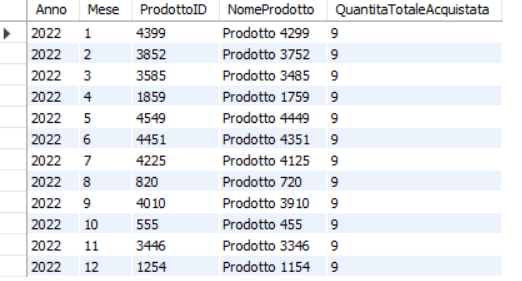 Anno Mese ProdottoID NomeProdotto QuantitaTotaleAcquistata
2022 1 4399 Prodotto 4299 9
2022 2 3852 Prodotto 3752 9
2022 3 3585 Prodotto 3485 9
2022 4 1859 Prodotto 1759 9
2022 5 4549 Prodotto 4449 9
2022 6 4451 Prodotto 4351 9
2022 7 4225 Prodotto 4125 9
2022 8 820 Prodotto 720 9
2022 9 4010 Prodotto 3910 9
2022 10 555 Prodotto 455 9
2022 11 3446 Prodotto 3346 9
2022 12 1254 Prodotto 1154 9